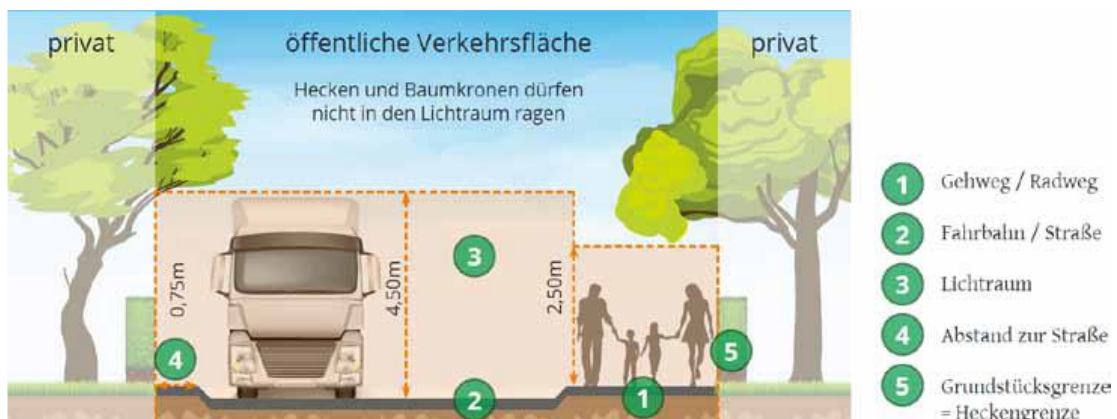 privat
öffentliche Verkehrsfläche
privat
Hecken und Baumkronen dürfen
nicht in den Lichtraum ragen
0,75m
4,50m
2,50m
3
4
5
2
1
1 Gehweg / Radweg
2 Fahrbahn / Straße
3 Lichtraum
4 Abstand zur Straße
5 Grundstücksgrenze
= Heckengrenze